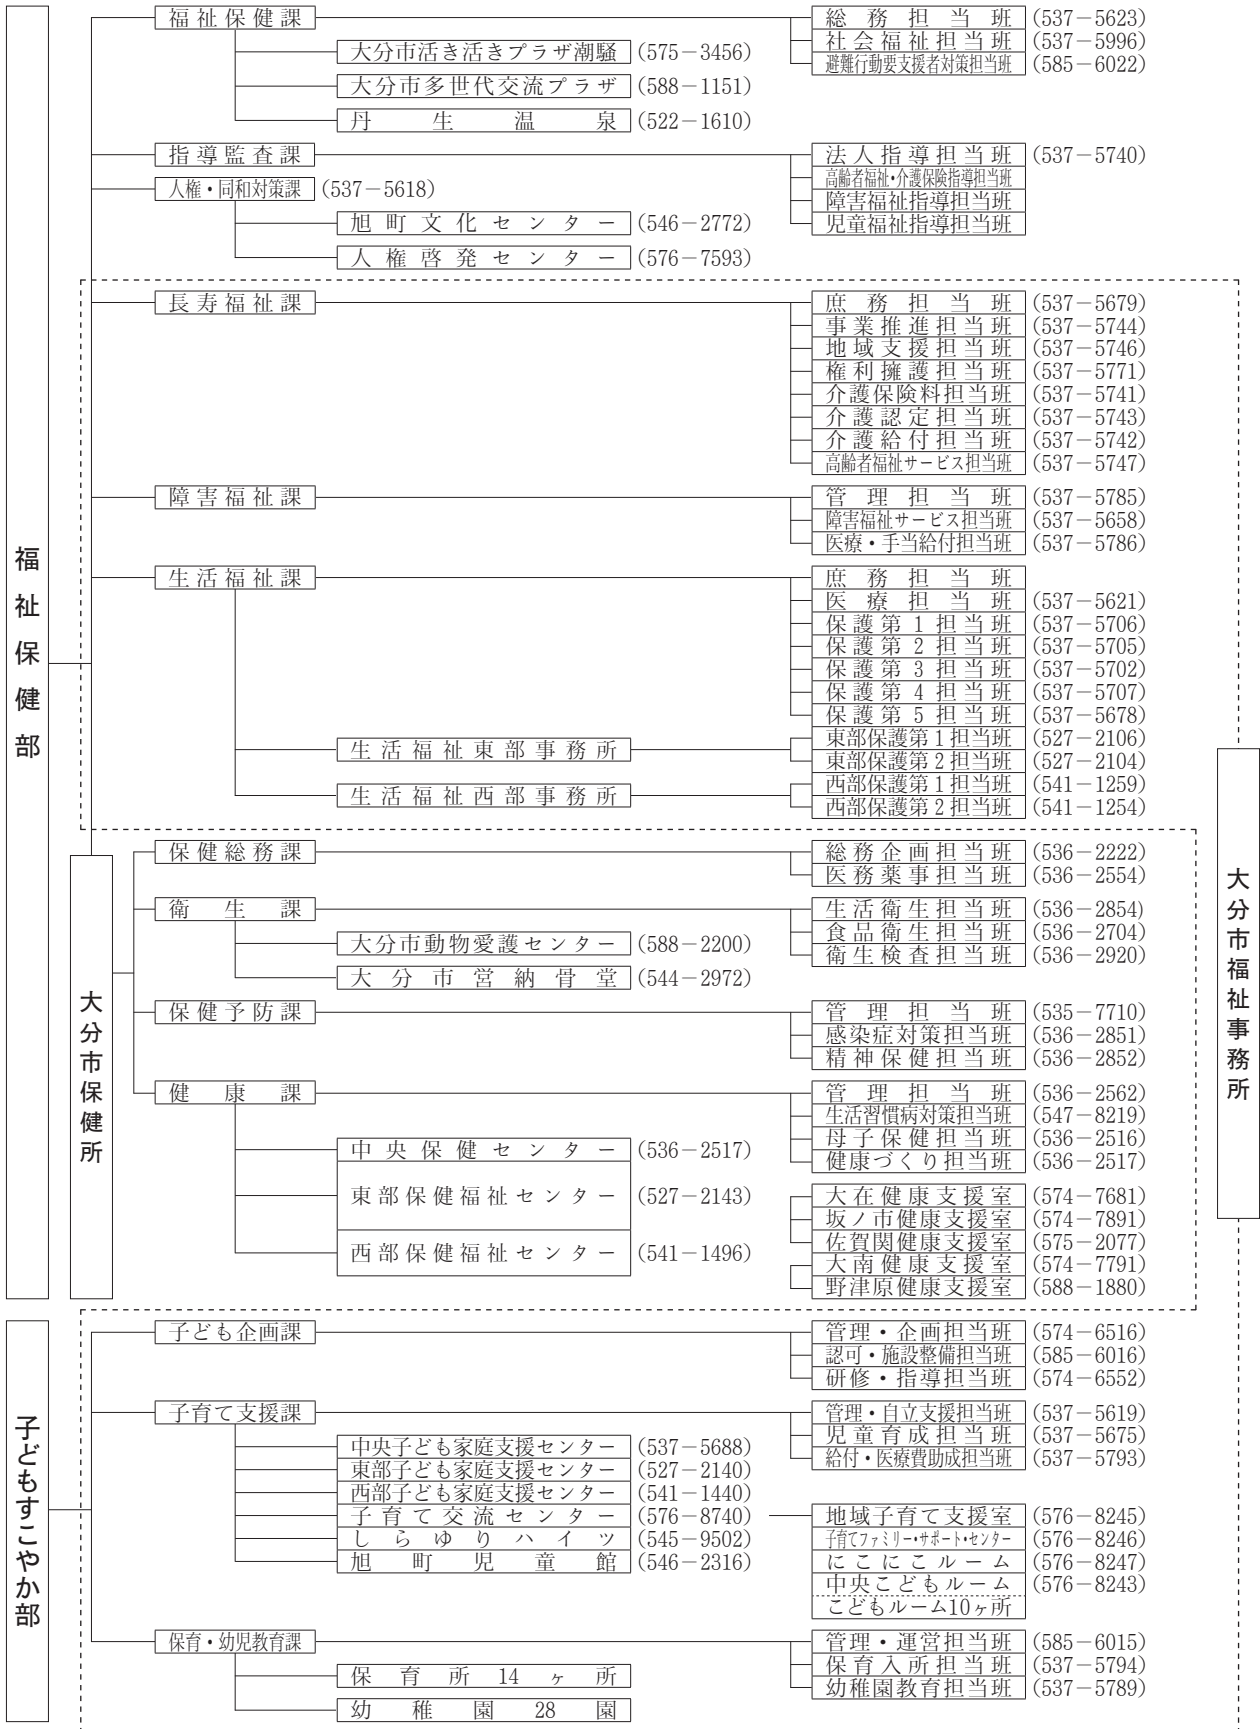 福祉保健部
福祉保健課
総務担当班 (537−5623)
社会福祉担当班 (537−5996)
避難行動要支援者対策担当班 (585−6022)
大分市活き活きプラザ潮騒 (575−3456)
大分市多世代交流プラザ (588−1151)
丹生温泉 (522−1610)
指導監査課
法人指導担当班 (537−5740)
高齢者福祉・介護保険指導担当班
障害福祉指導担当班
児童福祉指導担当班
人権・同和対策課 (537−5618)
旭町文化センター (546−2772)
人権啓発センター (576−7593)
長寿福祉課
庶務担当班 (537−5679)
事業推進担当班 (537−5744)
地域支援担当班 (537−5746)
権利擁護担当班 (537−5771)
介護保険料担当班 (537−5741)
介護認定担当班 (537−5743)
介護給付担当班 (537−5742)
高齢者福祉サービス担当班 (537−5747)
障害福祉課
管理担当班 (537−5785)
障害福祉サービス担当班 (537−5658)
医療・手当給付担当班 (537−5786)
生活福祉課
庶務担当班
医療担当班 (537−5621)
保護第1担当班 (537−5706)
保護第2担当班 (537−5705)
保護第3担当班 (537−5702)
保護第4担当班 (537−5707)
保護第5担当班 (537−5678)
生活福祉東部事務所
東部保護第1担当班 (527−2106)
東部保護第2担当班 (527−2104)
生活福祉西部事務所
西部保護第1担当班 (541−1259)
西部保護第2担当班 (541−1254)
大分市福祉事務所
大分市保健所
保健総務課
総務企画担当班 (536−2222)
医務薬事担当班 (536−2554)
衛生課
生活衛生担当班 (536−2854)
食品衛生担当班 (536−2704)
衛生検査担当班 (536−2920)
大分市動物愛護センター (588−2200)
大分市営納骨堂 (544−2972)
保健予防課
管理担当班 (535−7710)
感染症対策担当班 (536−2851)
精神保健担当班 (536−2852)
健康課
管理担当班 (536−2562)
生活習慣病対策担当班 (547−8219)
母子保健担当班 (536−2516)
健康づくり担当班 (536−2517)
中央保健センター (536−2517)
東部保健福祉センター (527−2143)
大在健康支援室 (574−7681)
坂ノ市健康支援室 (574−7891)
佐賀関健康支援室 (575−2077)
西部保健福祉センター (541−1496)
大南健康支援室 (574−7791)
野津原健康支援室 (588−1880)
子どもすこやか部
子ども企画課
管理・企画担当班 (574−6516)
認可・施設整備担当班 (585−6016)
研修・指導担当班 (574−6552)
子育て支援課
管理・自立支援担当班 (537−5619)
児童育成担当班 (537−5675)
給付・医療費助成担当班 (537−5793)
中央子ども家庭支援センター (537−5688)
東部子ども家庭支援センター (527−2140)
西部子ども家庭支援センター (541−1440)
子育て交流センター (576−8740)
しらゆりハイツ (545−9502)
旭町児童館 (546−2316)
地域子育て支援室 (576−8245)
子育てファミリー・サポート・センター (576−8246)
にこにこルーム (576−8247)
中央こどもルーム (576−8243)
こどもルーム10ヶ所
保育・幼児教育課
管理・運営担当班 (585−6015)
保育入所担当班 (537−5794)
幼稚園教育担当班 (537−5789)
保育所14ヶ所
幼稚園28園